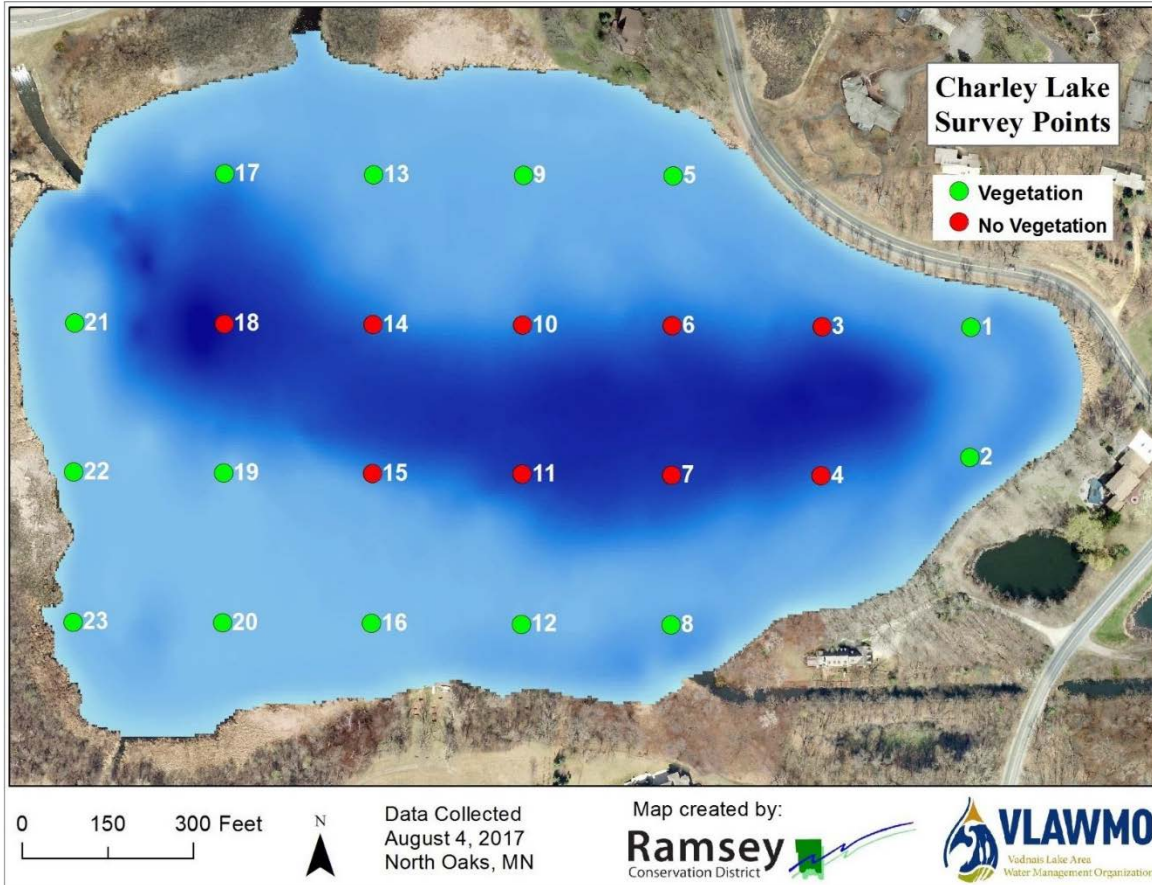 Charley Lake
Survey Points
Vegetation
No Vegetation
17
13
9
5
21
18
14
10
6
3
1
22
19
15
11
7
4
2
23
20
16
12
8
0 150 300 Feet
N
Data Collected
August 4, 2017
North Oaks, MN
Map created by:
Ramsey
Conservation District
VLAWMO
Vadnais Lake Area
Water Management Organization